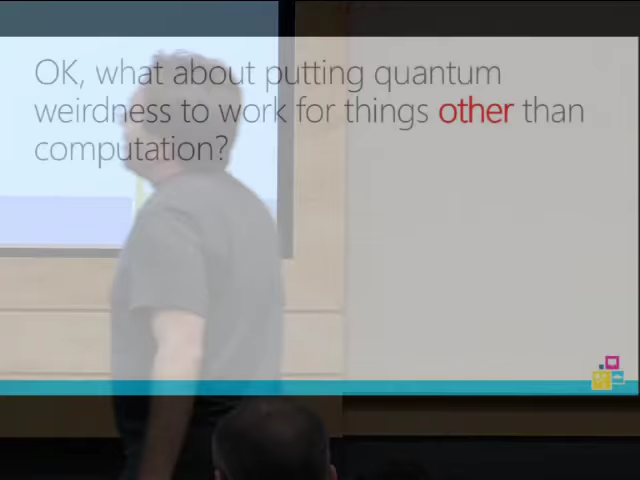 OK, what about putting quantum
weirdness to work for things other than
computation?